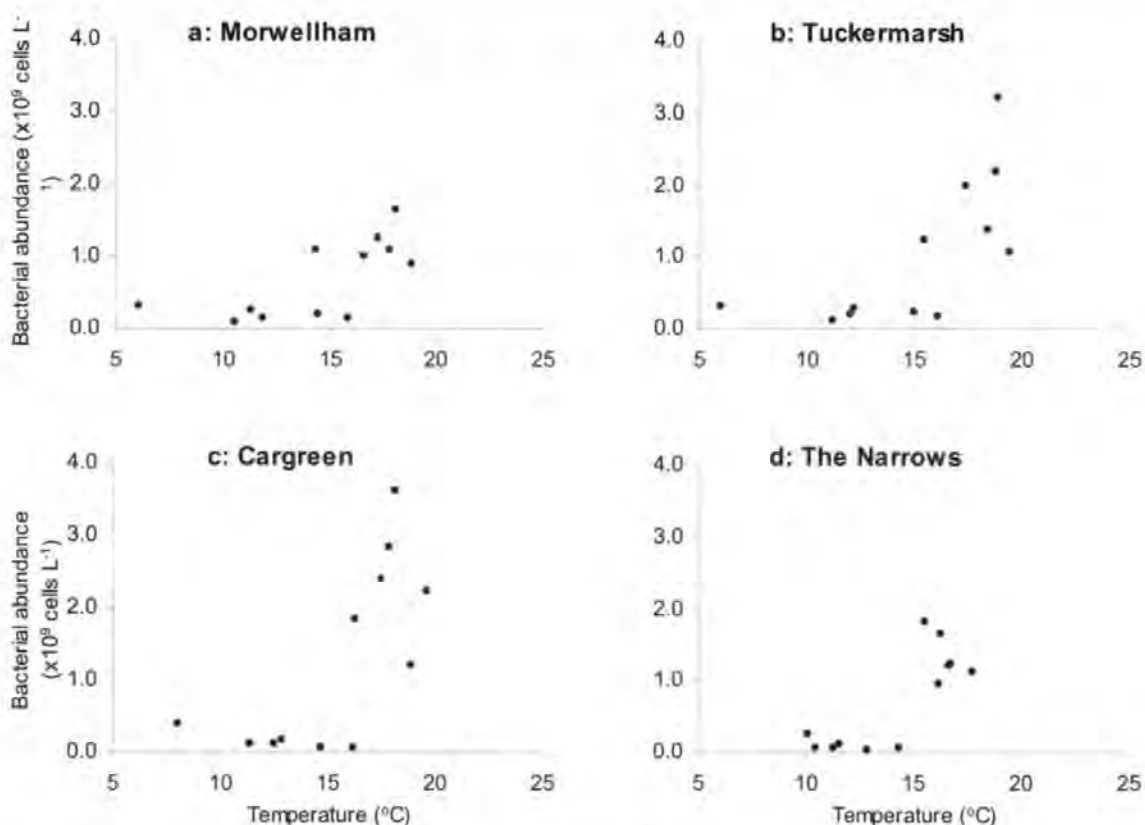 a: Morwellham
b: Tuckermarsh
Bacterial abundance (x10⁹ cells L⁻
¹)
4.0
3.0
2.0
1.0
0.0
5 10 15 20 25
4.0
3.0
2.0
1.0
0.0
5 10 15 20 25
c: Cargreen
d: The Narrows
Bacterial abundance
(x10⁹ cells L⁻¹)
4.0
3.0
2.0
1.0
0.0
5 10 15 20 25
Temperature (°C)
4.0
3.0
2.0
1.0
0.0
5 10 15 20 25
Temperature (°C)